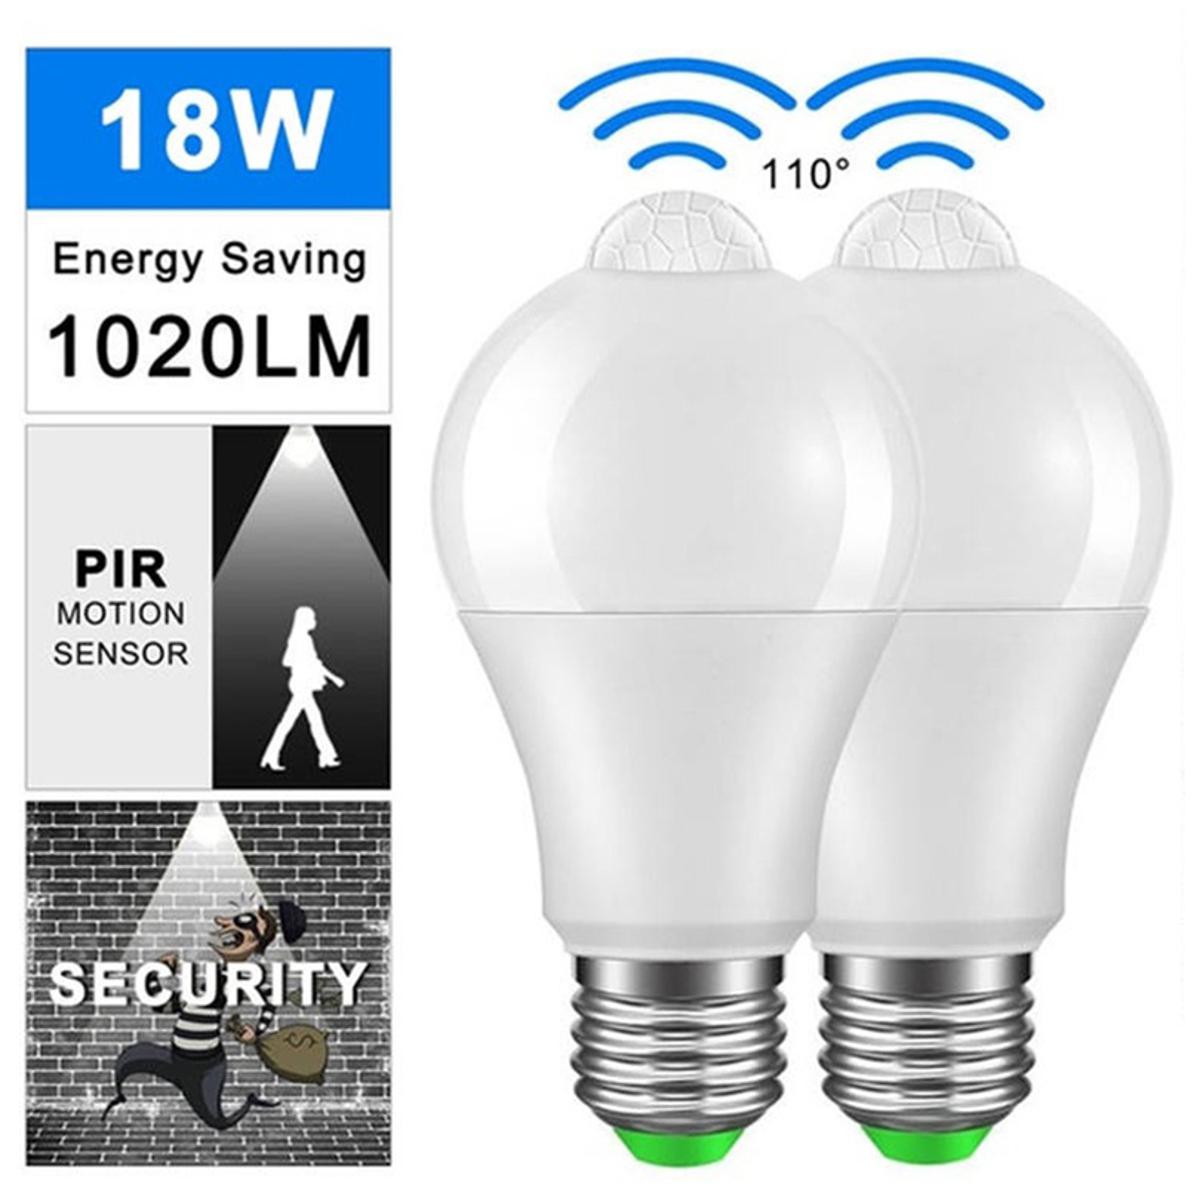 18W
Energy Saving
1020LM
110°
PIR
MOTION
SENSOR
SECURITY
$